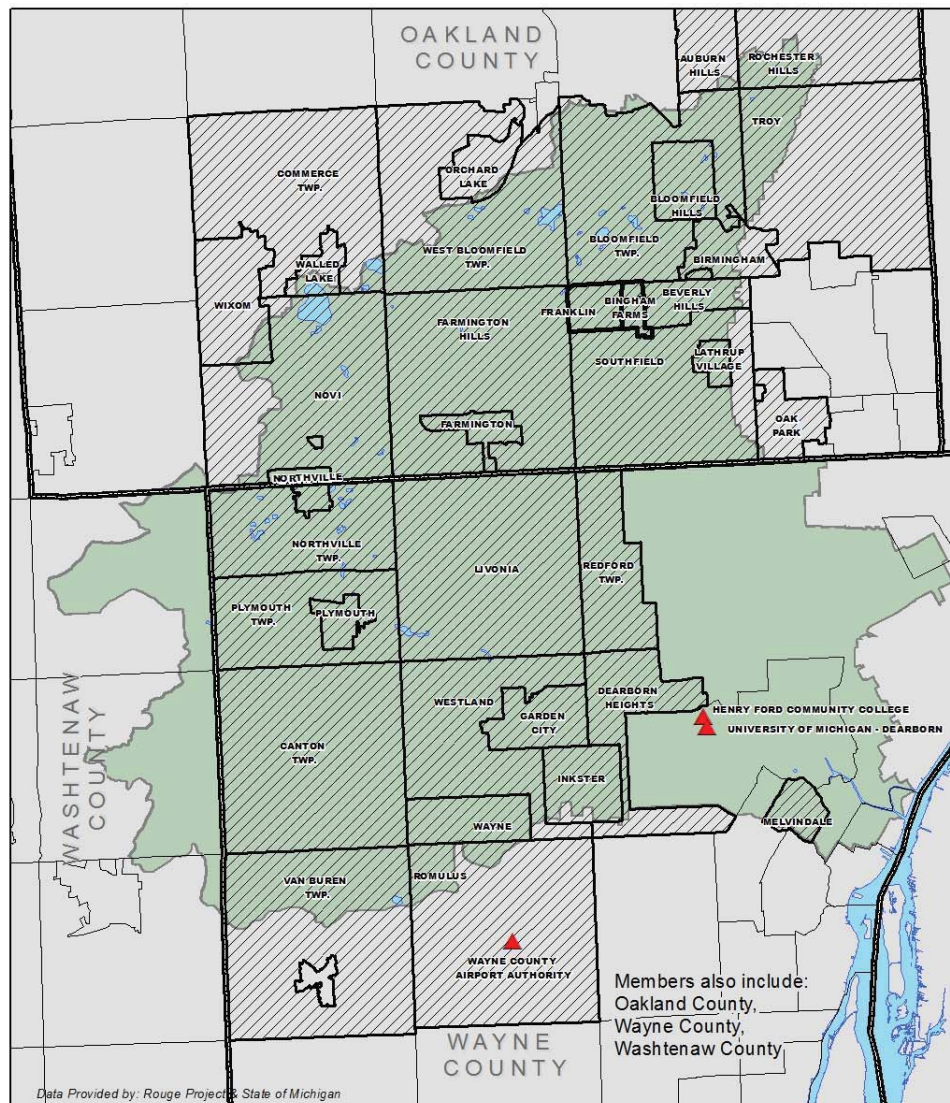 OAKLAND
COUNTY
AUBURN
HILLS
ROCHESTER
HILLS
TROY
COMMERCE
TWP.
ORCHARD
LAKE
BLOOMFIELD
HILLS
WEST BLOOMFIELD
TWP.
BLOOMFIELD
TWP.
BIRMINGHAM
WALLED
LAKE
WIXOM
BEVERLY
HILLS
FRANKLIN
BINGHAM
FARMS
FARMINGTON
HILLS
SOUTHFIELD
LATHRUP
VILLAGE
NOVI
FARMINGTON
OAK
PARK
NORTHVILLE
NORTHVILLE
TWP.
LIVONIA
REDFORD
TWP.
PLYMOUTH
TWP.
PLYMOUTH
WASHTENAW
COUNTY
WESTLAND
DEARBORN
HEIGHTS
HENRY FORD COMMUNITY COLLEGE
UNIVERSITY OF MICHIGAN - DEARBORN
GARDEN
CITY
CANTON
TWP.
INKSTER
WAYNE
MELVINDALE
VAN BUREN
TWP.
ROMULUS
WAYNE COUNTY
AIRPORT AUTHORITY
Members also include:
Oakland County,
Wayne County,
Washtenaw County
WAYNE
COUNTY
Data Provided by: Rouge Project & State of Michigan